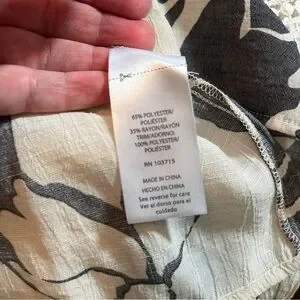 65% POLYESTER/
POLIÉSTER
35% RAYON/RAYÓN
TRIM/ADORNO:
100% POLYESTER/
POLIÉSTER
RN 103715
MADE IN CHINA
HECHO EN CHINA
See reverse for care
Ver al dorso para el
cuidado